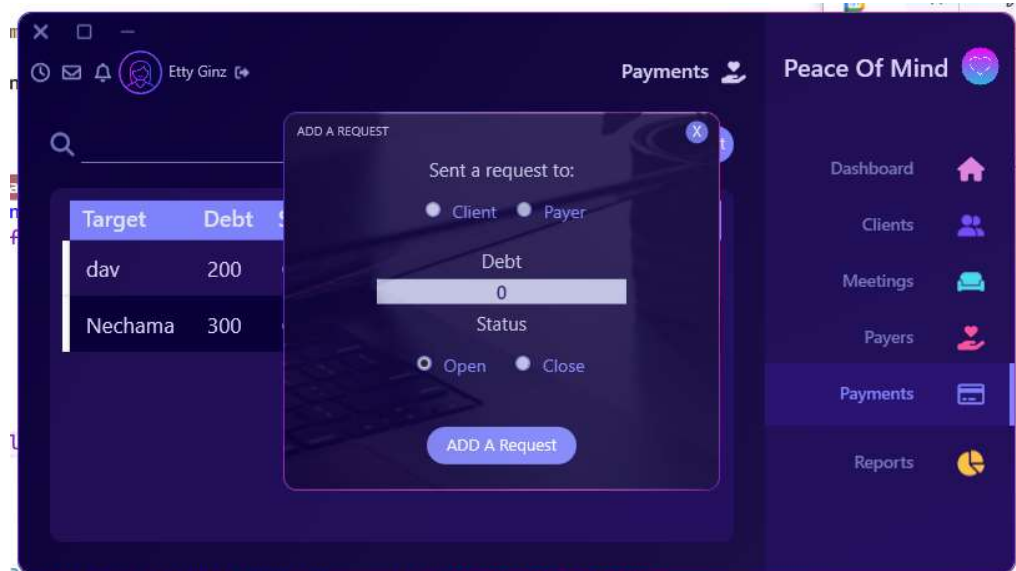 Etty Ginz
Payments
Peace Of Mind
ADD A REQUEST
X
Sent a request to:
Client Payer
Debt
0
Status
Open Close
ADD A Request
Target Debt
dav 200
Nechama 300
Dashboard
Clients
Meetings
Payers
Payments
Reports